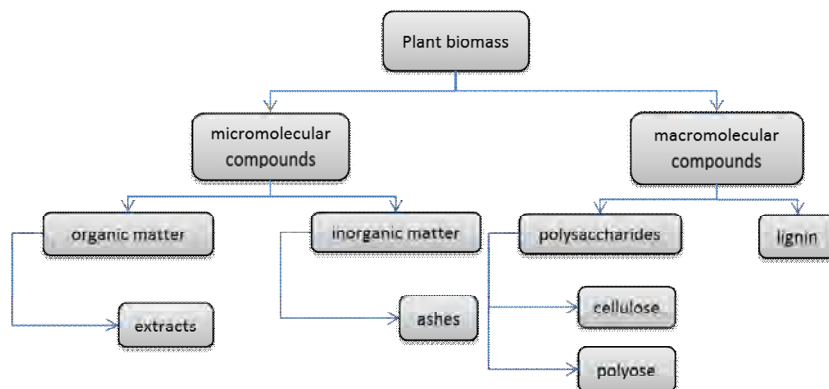 Plant biomass
micromolecular
compounds
macromolecular
compounds
organic matter
inorganic matter
polysaccharides
lignin
extracts
ashes
cellulose
polyose